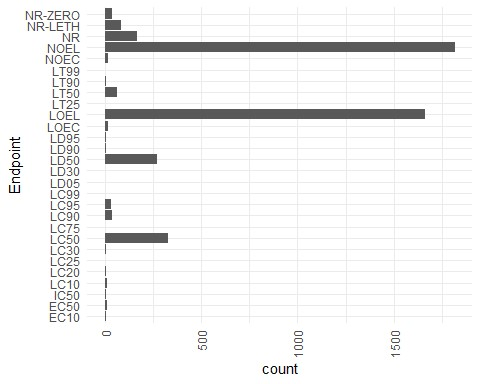 NR-ZERO
NR-LETH
NR
NOEL
NOEC
LT99
LT90
LT50
LT25
LOEL
LOEC
LD95
LD90
LD50
LD30
LD05
LC99
LC95
LC90
LC75
LC50
LC30
LC25
LC20
LC10
IC50
EC50
EC10
Endpoint
0
500
1000
1500
count